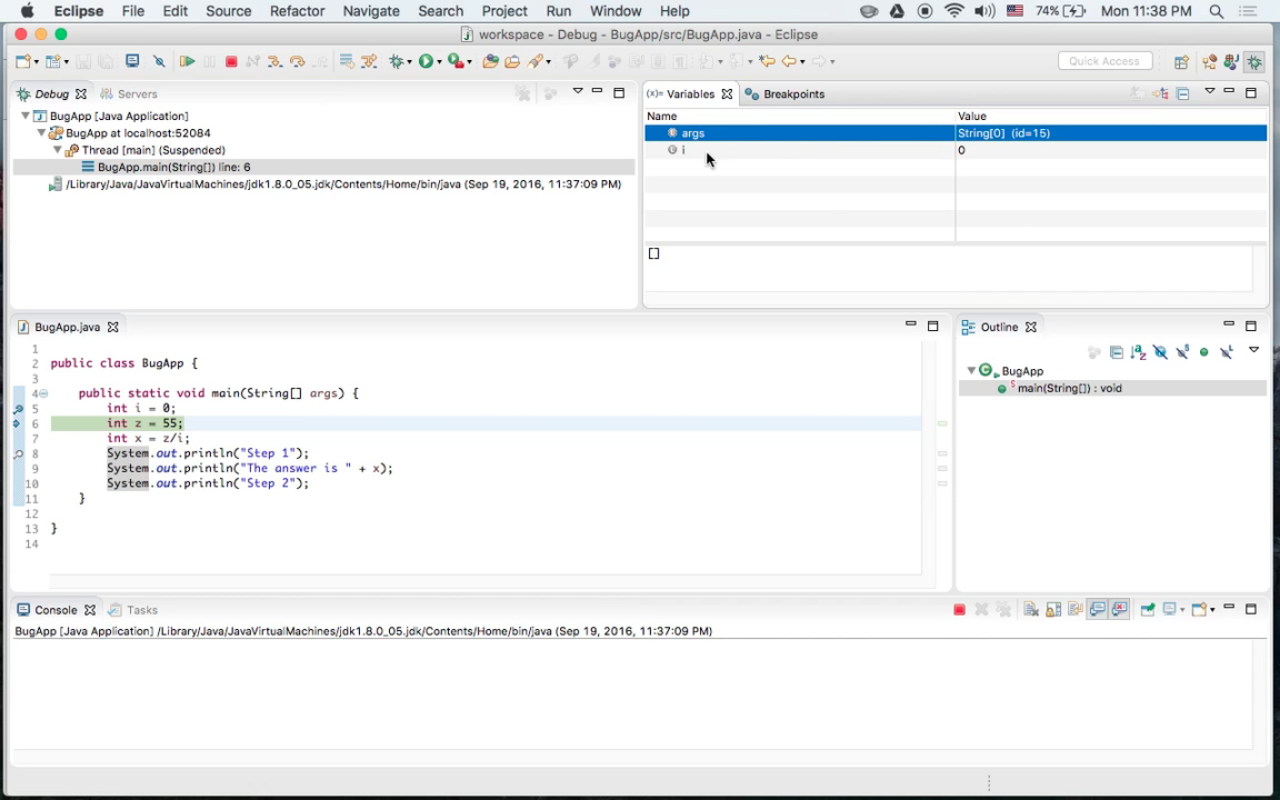 Eclipse File Edit Source Refactor Navigate Search Project Run Window Help 74% Mon 11:38 PM
workspace - Debug - BugApp/src/BugApp.java - Eclipse
Quick Access
Debug Servers
BugApp [Java Application]
BugApp at localhost:52084
Thread [main] (Suspended)
BugApp.main(String[]) line: 6
/Library/Java/JavaVirtualMachines/jdk1.8.0_05.jdk/Contents/Home/bin/java (Sep 19, 2016, 11:37:09 PM)
(x)= Variables Breakpoints
Name Value
args String[0] (id=15)
i 0
[]
BugApp.java
1
2 public class BugApp {
3
4 public static void main(String[] args) {
5 int i = 0;
6 int z = 55;
7 int x = z/i;
8 System.out.println("Step 1");
9 System.out.println("The answer is " + x);
10 System.out.println("Step 2");
11 }
12
13 }
14
Outline
BugApp
main(String[]) : void
Console Tasks
BugApp [Java Application] /Library/Java/JavaVirtualMachines/jdk1.8.0_05.jdk/Contents/Home/bin/java (Sep 19, 2016, 11:37:09 PM)